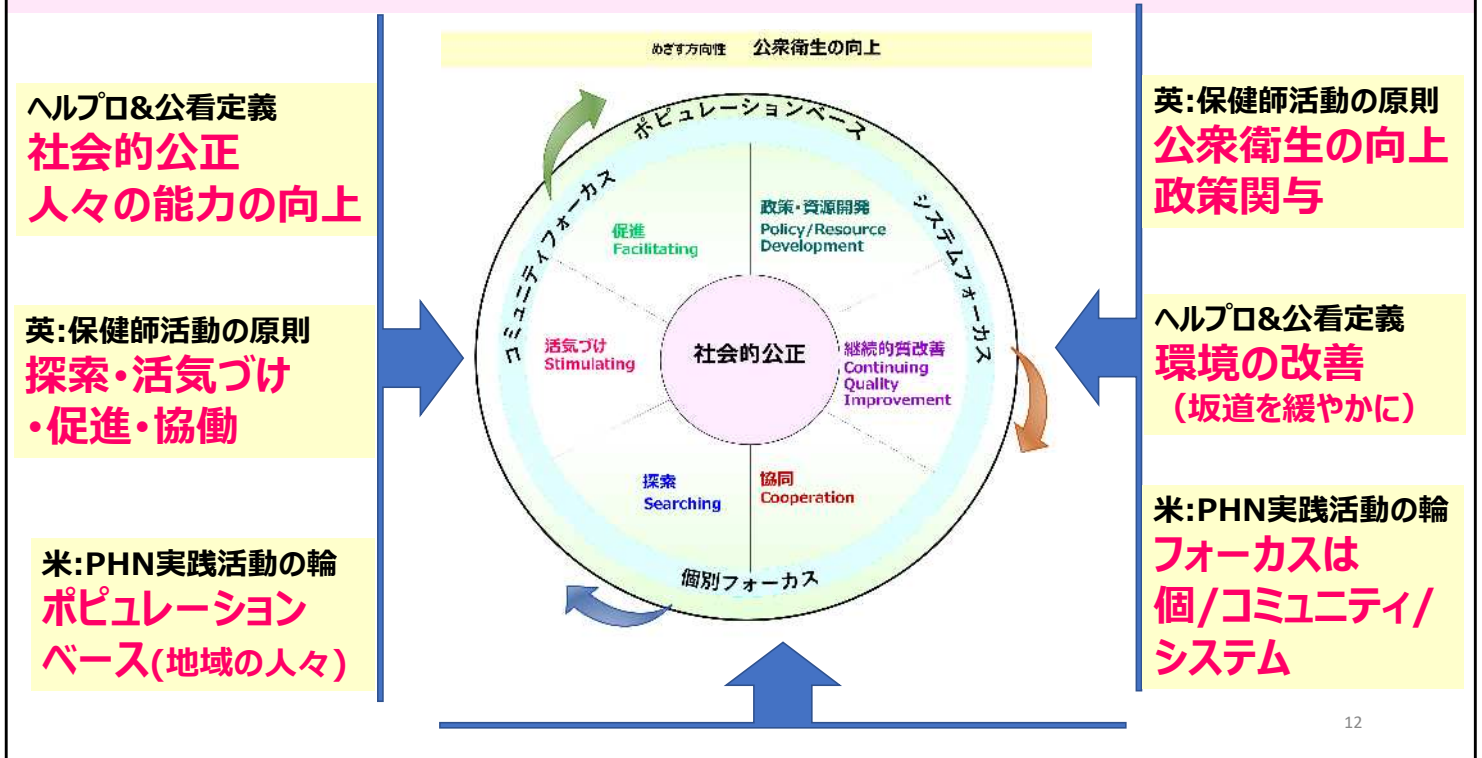 めざす方向性 公衆衛生の向上
ヘルプロ&公看定義
社会的公正
人々の能力の向上
英:保健師活動の原則
探索・活気づけ
・促進・協働
米:PHN実践活動の輪
ポピュレーション
ベース(地域の人々)
ポピュレーションベース
コミュニティフォーカス
システムフォーカス
個別フォーカス
促進
Facilitating
政策・資源開発
Policy/Resource
Development
活気づけ
Stimulating
社会的公正
継続的質改善
Continuing
Quality
Improvement
探索
Searching
協同
Cooperation
英:保健師活動の原則
公衆衛生の向上
政策関与
ヘルプロ&公看定義
環境の改善
（坂道を緩やかに）
米:PHN実践活動の輪
フォーカスは
個/コミュニティ/
システム
12